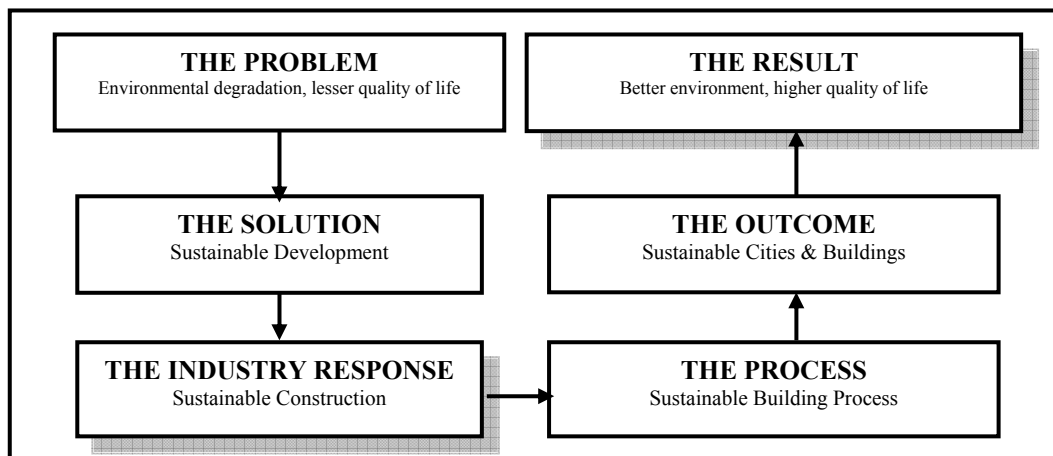 THE PROBLEM
Environmental degradation, lesser quality of life
THE SOLUTION
Sustainable Development
THE INDUSTRY RESPONSE
Sustainable Construction
THE PROCESS
Sustainable Building Process
THE OUTCOME
Sustainable Cities & Buildings
THE RESULT
Better environment, higher quality of life